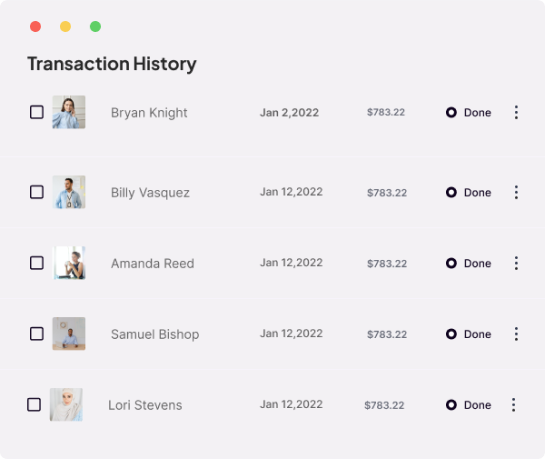 Transaction History
Bryan Knight Jan 2,2022 $783.22 Done
Billy Vasquez Jan 12,2022 $783.22 Done
Amanda Reed Jan 12,2022 $783.22 Done
Samuel Bishop Jan 12,2022 $783.22 Done
Lori Stevens Jan 12,2022 $783.22 Done